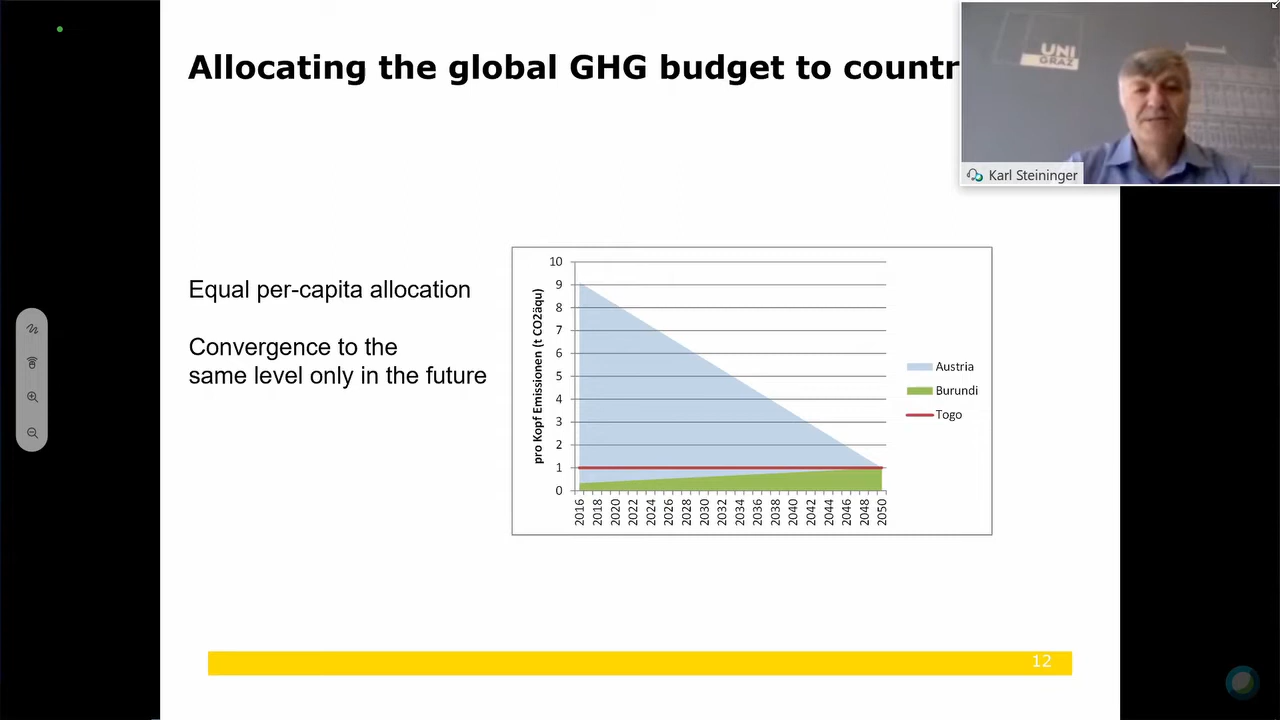 Allocating the global GHG budget to countr
UNI
GRAZ
Karl Steininger
Equal per-capita allocation
Convergence to the
same level only in the future
pro Kopf Emissionen (t CO2äqu)
10
9
8
7
6
5
4
3
2
1
0
2016
2018
2020
2022
2024
2026
2028
2030
2032
2034
2036
2038
2040
2042
2044
2046
2048
2050
Austria
Burundi
Togo
12